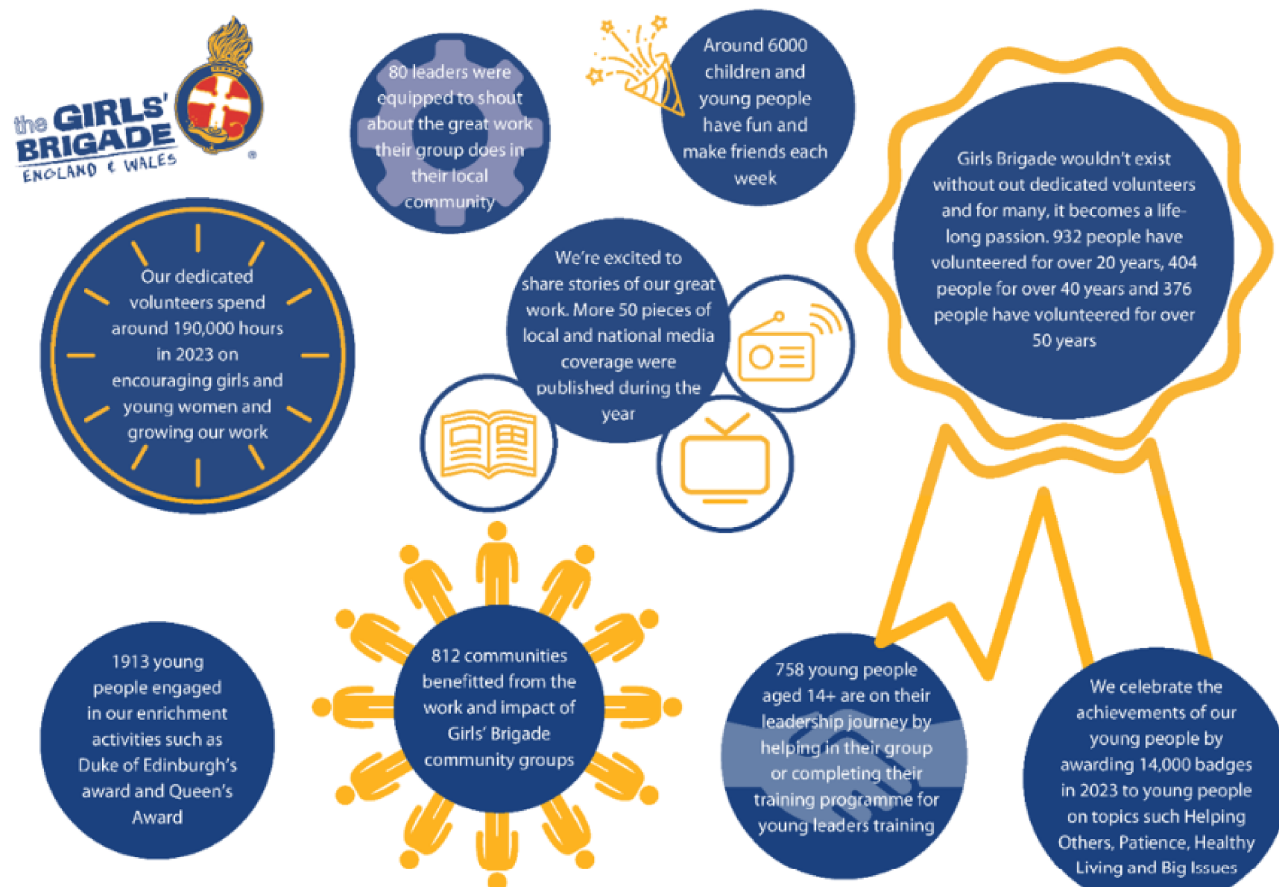 the GIRLS'
BRIGADE
ENGLAND & WALES
®
80 leaders were
equipped to shout
about the great work
their group does in
their local
community
Around 6000
children and
young people
have fun and
make friends each
week
Girls Brigade wouldn't exist
without out dedicated volunteers
and for many, it becomes a life-
long passion. 932 people have
volunteered for over 20 years, 404
people for over 40 years and 376
people have volunteered for over
50 years
Our dedicated
volunteers spend
around 190,000 hours
in 2023 on
encouraging girls and
young women and
growing our work
We're excited to
share stories of our great
work. More 50 pieces of
local and national media
coverage were
published during the
year
1913 young
people engaged
in our enrichment
activities such as
Duke of Edinburgh's
award and Queen's
Award
812 communities
benefitted from the
work and impact of
Girls' Brigade
community groups
758 young people
aged 14+ are on their
leadership journey by
helping in their group
or completing their
training programme for
young leaders training
We celebrate the
achievements of our
young people by
awarding 14,000 badges
in 2023 to young people
on topics such Helping
Others, Patience, Healthy
Living and Big Issues